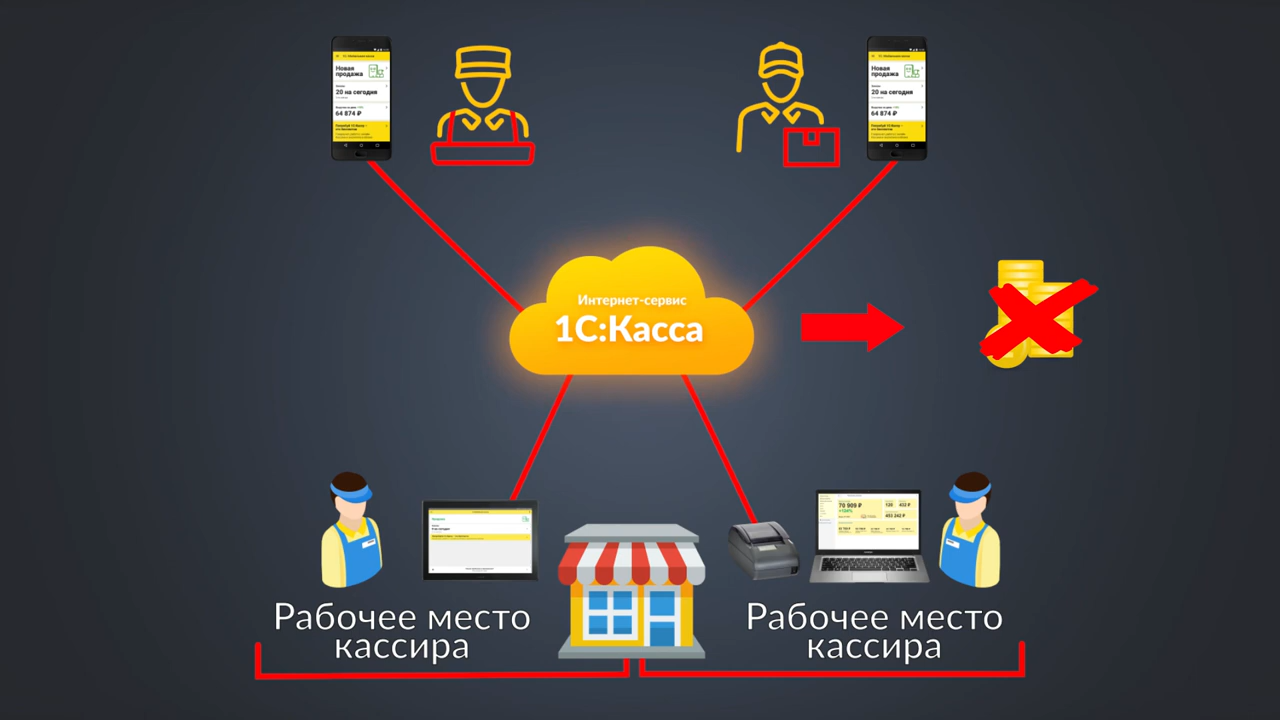 Новая
продажа
20 на сегодня
64 874 ₽
Новая
продажа
20 на сегодня
64 874 ₽
Интернет-сервис
1С:Касса
70 909 ₽
Рабочее место
кассира
Рабочее место
кассира